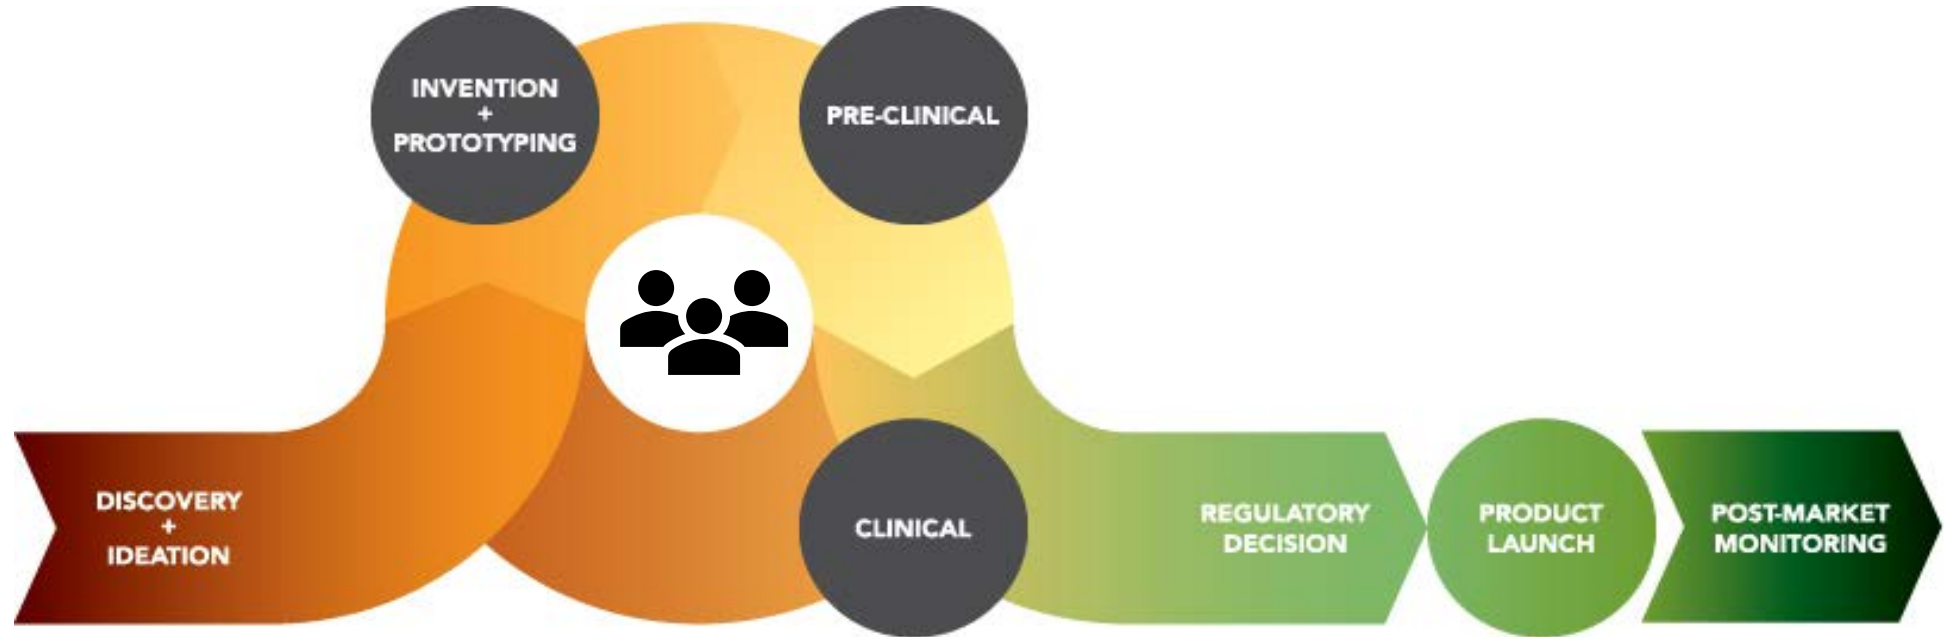 DISCOVERY
+
IDEATION
INVENTION
+
PROTOTYPING
PRE-CLINICAL
CLINICAL
REGULATORY
DECISION
PRODUCT
LAUNCH
POST-MARKET
MONITORING